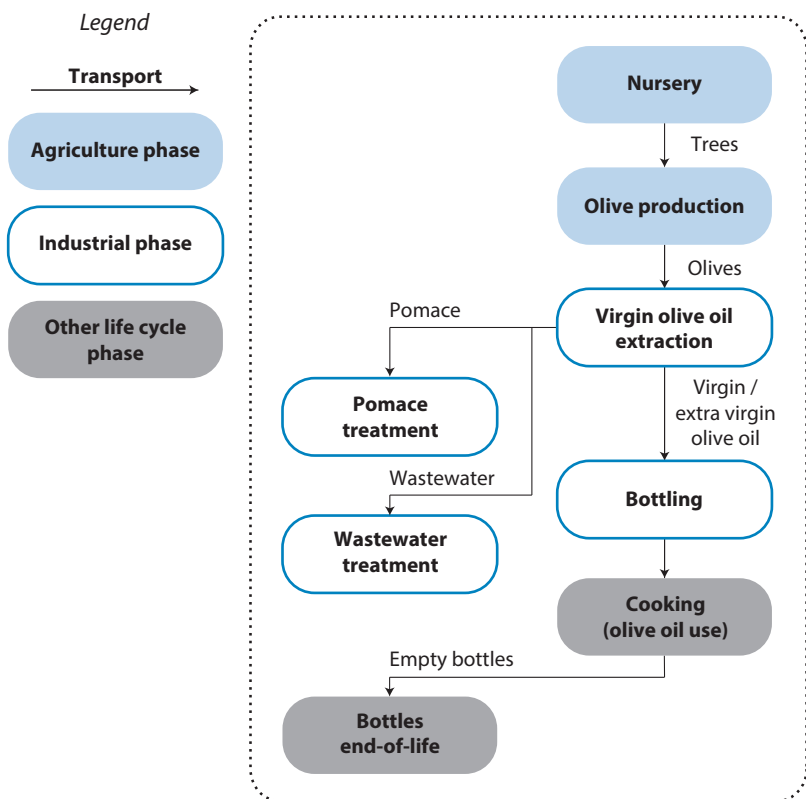 Legend
Transport
Agriculture phase
Industrial phase
Other life cycle
phase
Nursery
Trees
Olive production
Olives
Virgin olive oil
extraction
Pomace
Pomace
treatment
Virgin /
extra virgin
olive oil
Wastewater
Wastewater
treatment
Bottling
Cooking
(olive oil use)
Empty bottles
Bottles
end-of-life